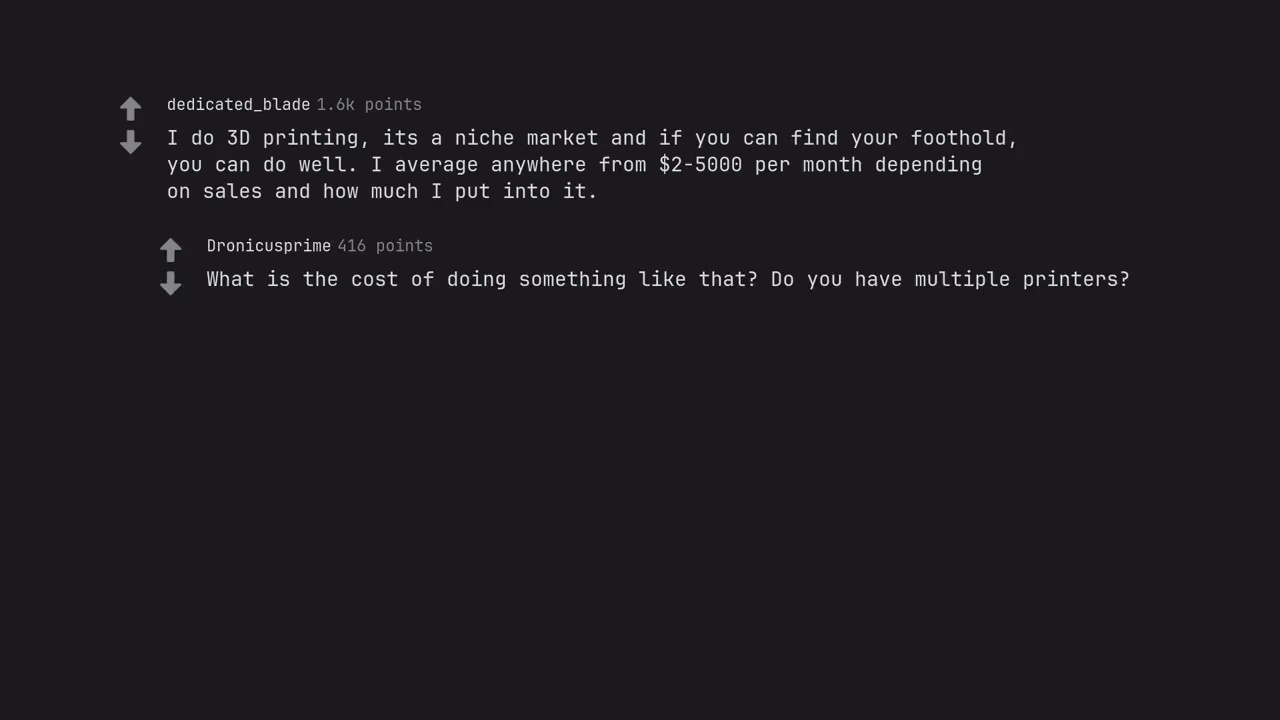 dedicated_blade 1.6k points
I do 3D printing, its a niche market and if you can find your foothold,
you can do well. I average anywhere from $2-5000 per month depending
on sales and how much I put into it.
Dronicusprime 416 points
What is the cost of doing something like that? Do you have multiple printers?